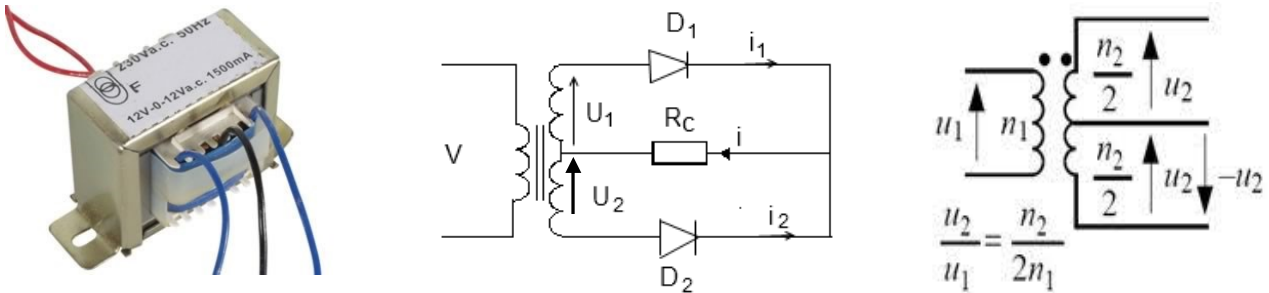 230Va.c. 50Hz
F
12V-0-12Va.c. 1500mA
D1
i1
U1
V
RC
i
U2
i2
D2
n2/2
u2
u1
n1
n2/2
u2
–u2
u2/u1 = n2/2n1